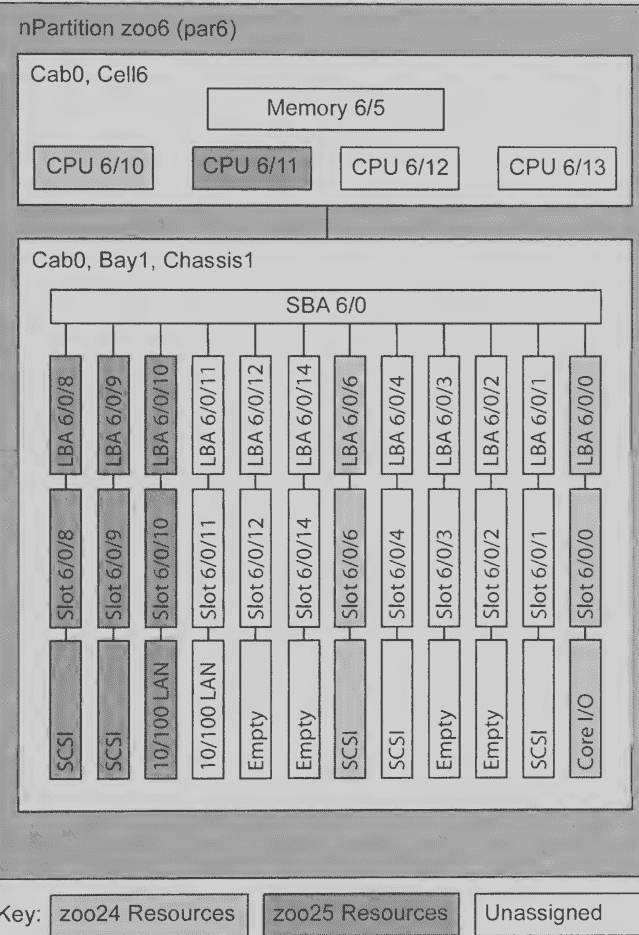 nPartition zoo6 (par6)
Cab0, Cell6
Memory 6/5
CPU 6/10 CPU 6/11 CPU 6/12 CPU 6/13
Cab0, Bay1, Chassis1
SBA 6/0
LBA 6/0/8 LBA 6/0/9 LBA 6/0/10 LBA 6/0/11 LBA 6/0/12 LBA 6/0/14 LBA 6/0/6 LBA 6/0/4 LBA 6/0/3 LBA 6/0/2 LBA 6/0/1 LBA 6/0/0
Slot 6/0/8 Slot 6/0/9 Slot 6/0/10 Slot 6/0/11 Slot 6/0/12 Slot 6/0/14 Slot 6/0/6 Slot 6/0/4 Slot 6/0/3 Slot 6/0/2 Slot 6/0/1 Slot 6/0/0
SCSI SCSI 10/100 LAN 10/100 LAN Empty Empty SCSI SCSI Empty Empty SCSI Core I/O
Key: zoo24 Resources zoo25 Resources Unassigned